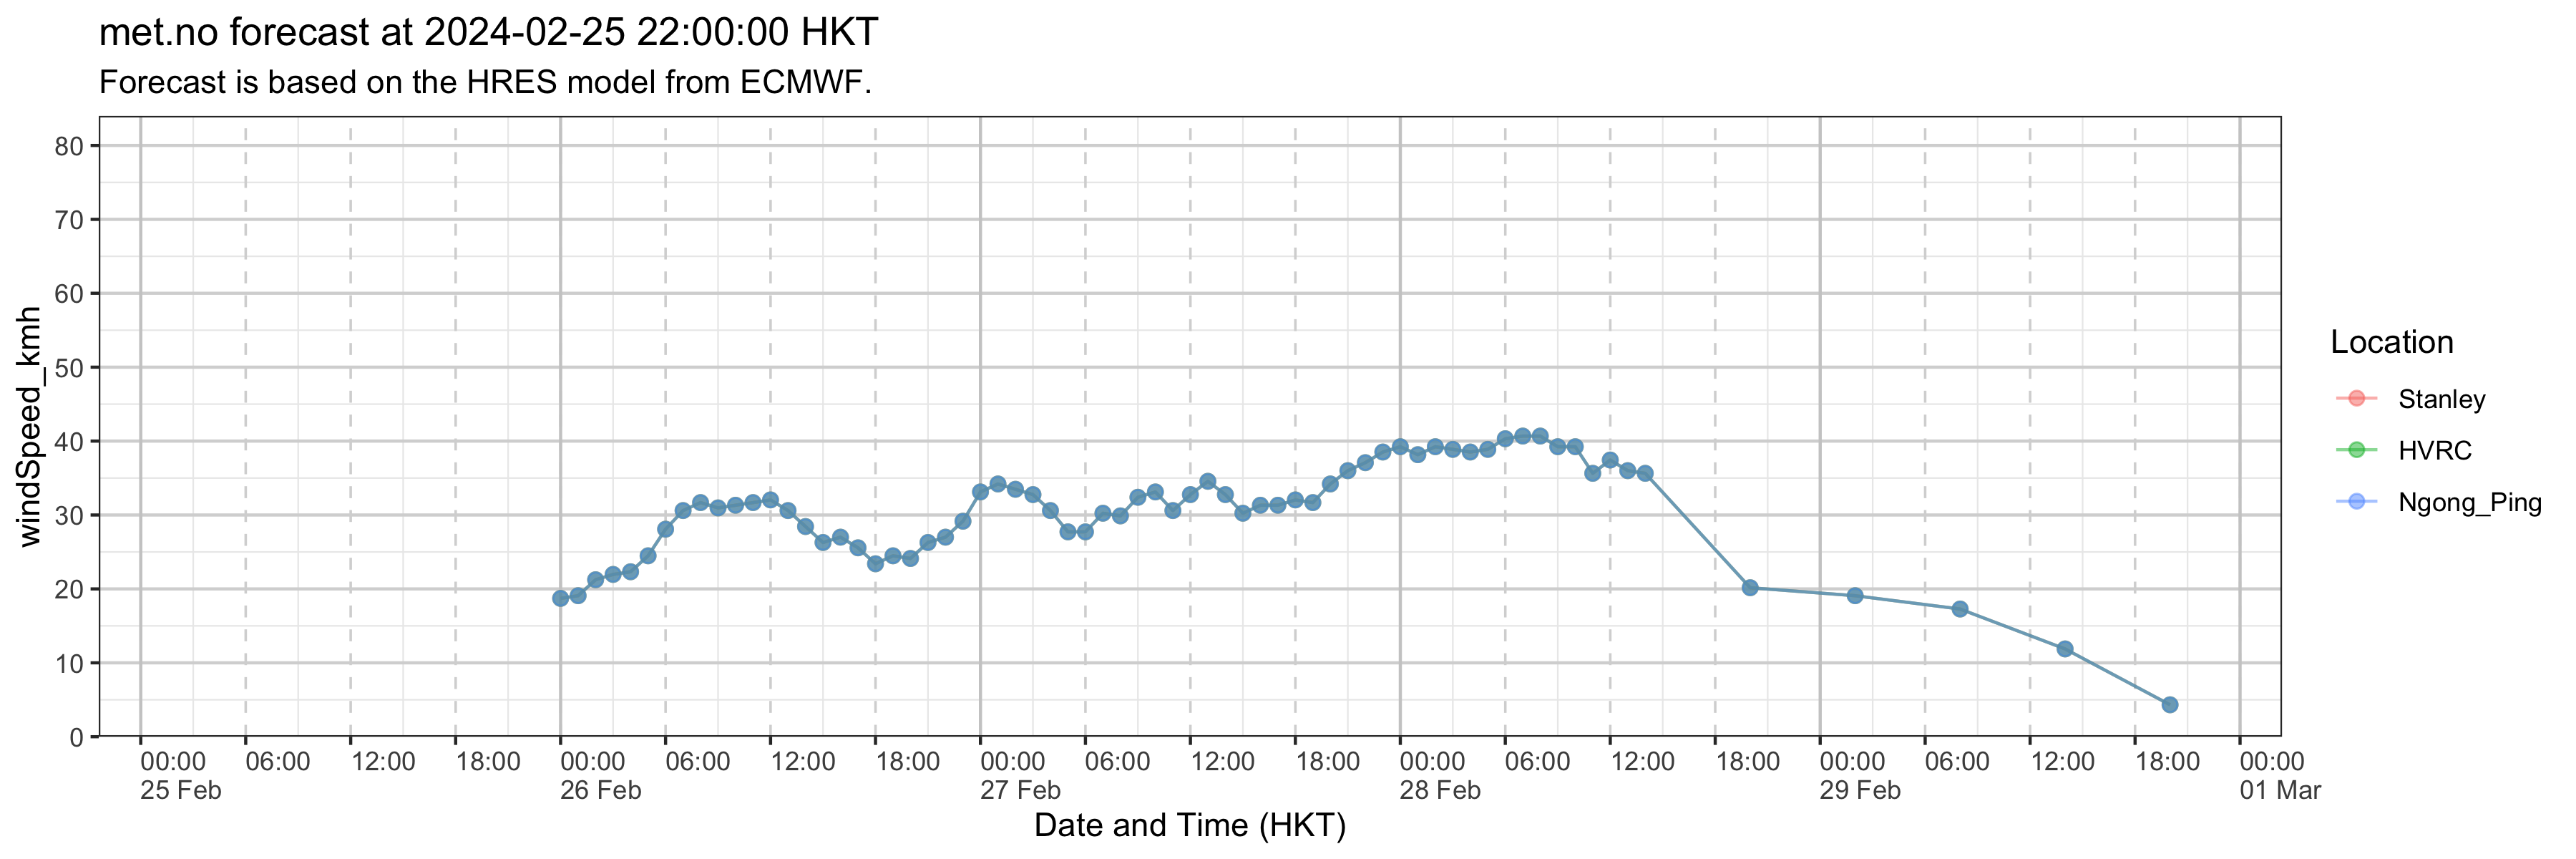 met.no forecast at 2024-02-25 22:00:00 HKT
Forecast is based on the HRES model from ECMWF.
windSpeed_kmh
80
70
60
50
40
30
20
10
0
00:00 06:00 12:00 18:00 00:00 06:00 12:00 18:00 00:00 06:00 12:00 18:00 00:00 06:00 12:00 18:00 00:00 06:00 12:00 18:00 00:00
25 Feb 26 Feb 27 Feb 28 Feb 29 Feb 01 Mar
Date and Time (HKT)
Location
Stanley
HVRC
Ngong_Ping